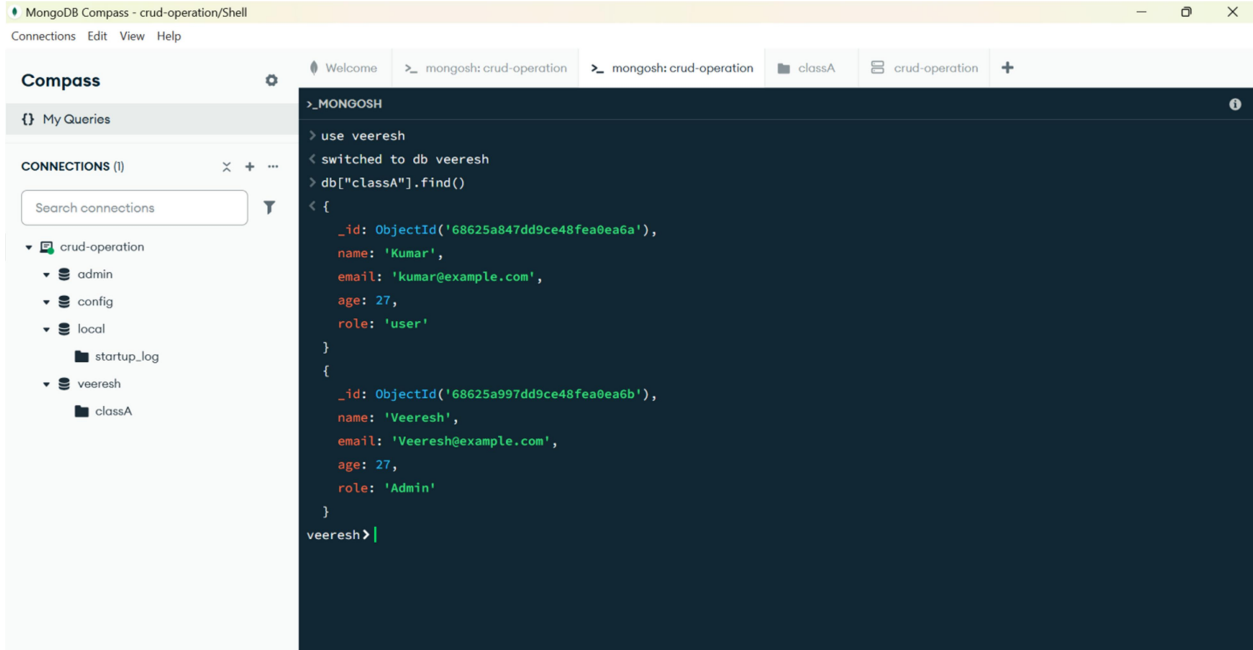 MongoDB Compass - crud-operation/Shell
Connections Edit View Help
Compass
{} My Queries
CONNECTIONS (1)
Search connections
crud-operation
admin
config
local
startup_log
veeresh
classA
Welcome
>_ mongosh: crud-operation
>_ mongosh: crud-operation
classA
crud-operation
>_MONGOSH
> use veeresh
< switched to db veeresh
> db["classA"].find()
< {
_id: ObjectId('68625a847dd9ce48fea0ea6a'),
name: 'Kumar',
email: 'kumar@example.com',
age: 27,
role: 'user'
}
{
_id: ObjectId('68625a997dd9ce48fea0ea6b'),
name: 'Veeresh',
email: 'Veeresh@example.com',
age: 27,
role: 'Admin'
}
veeresh>